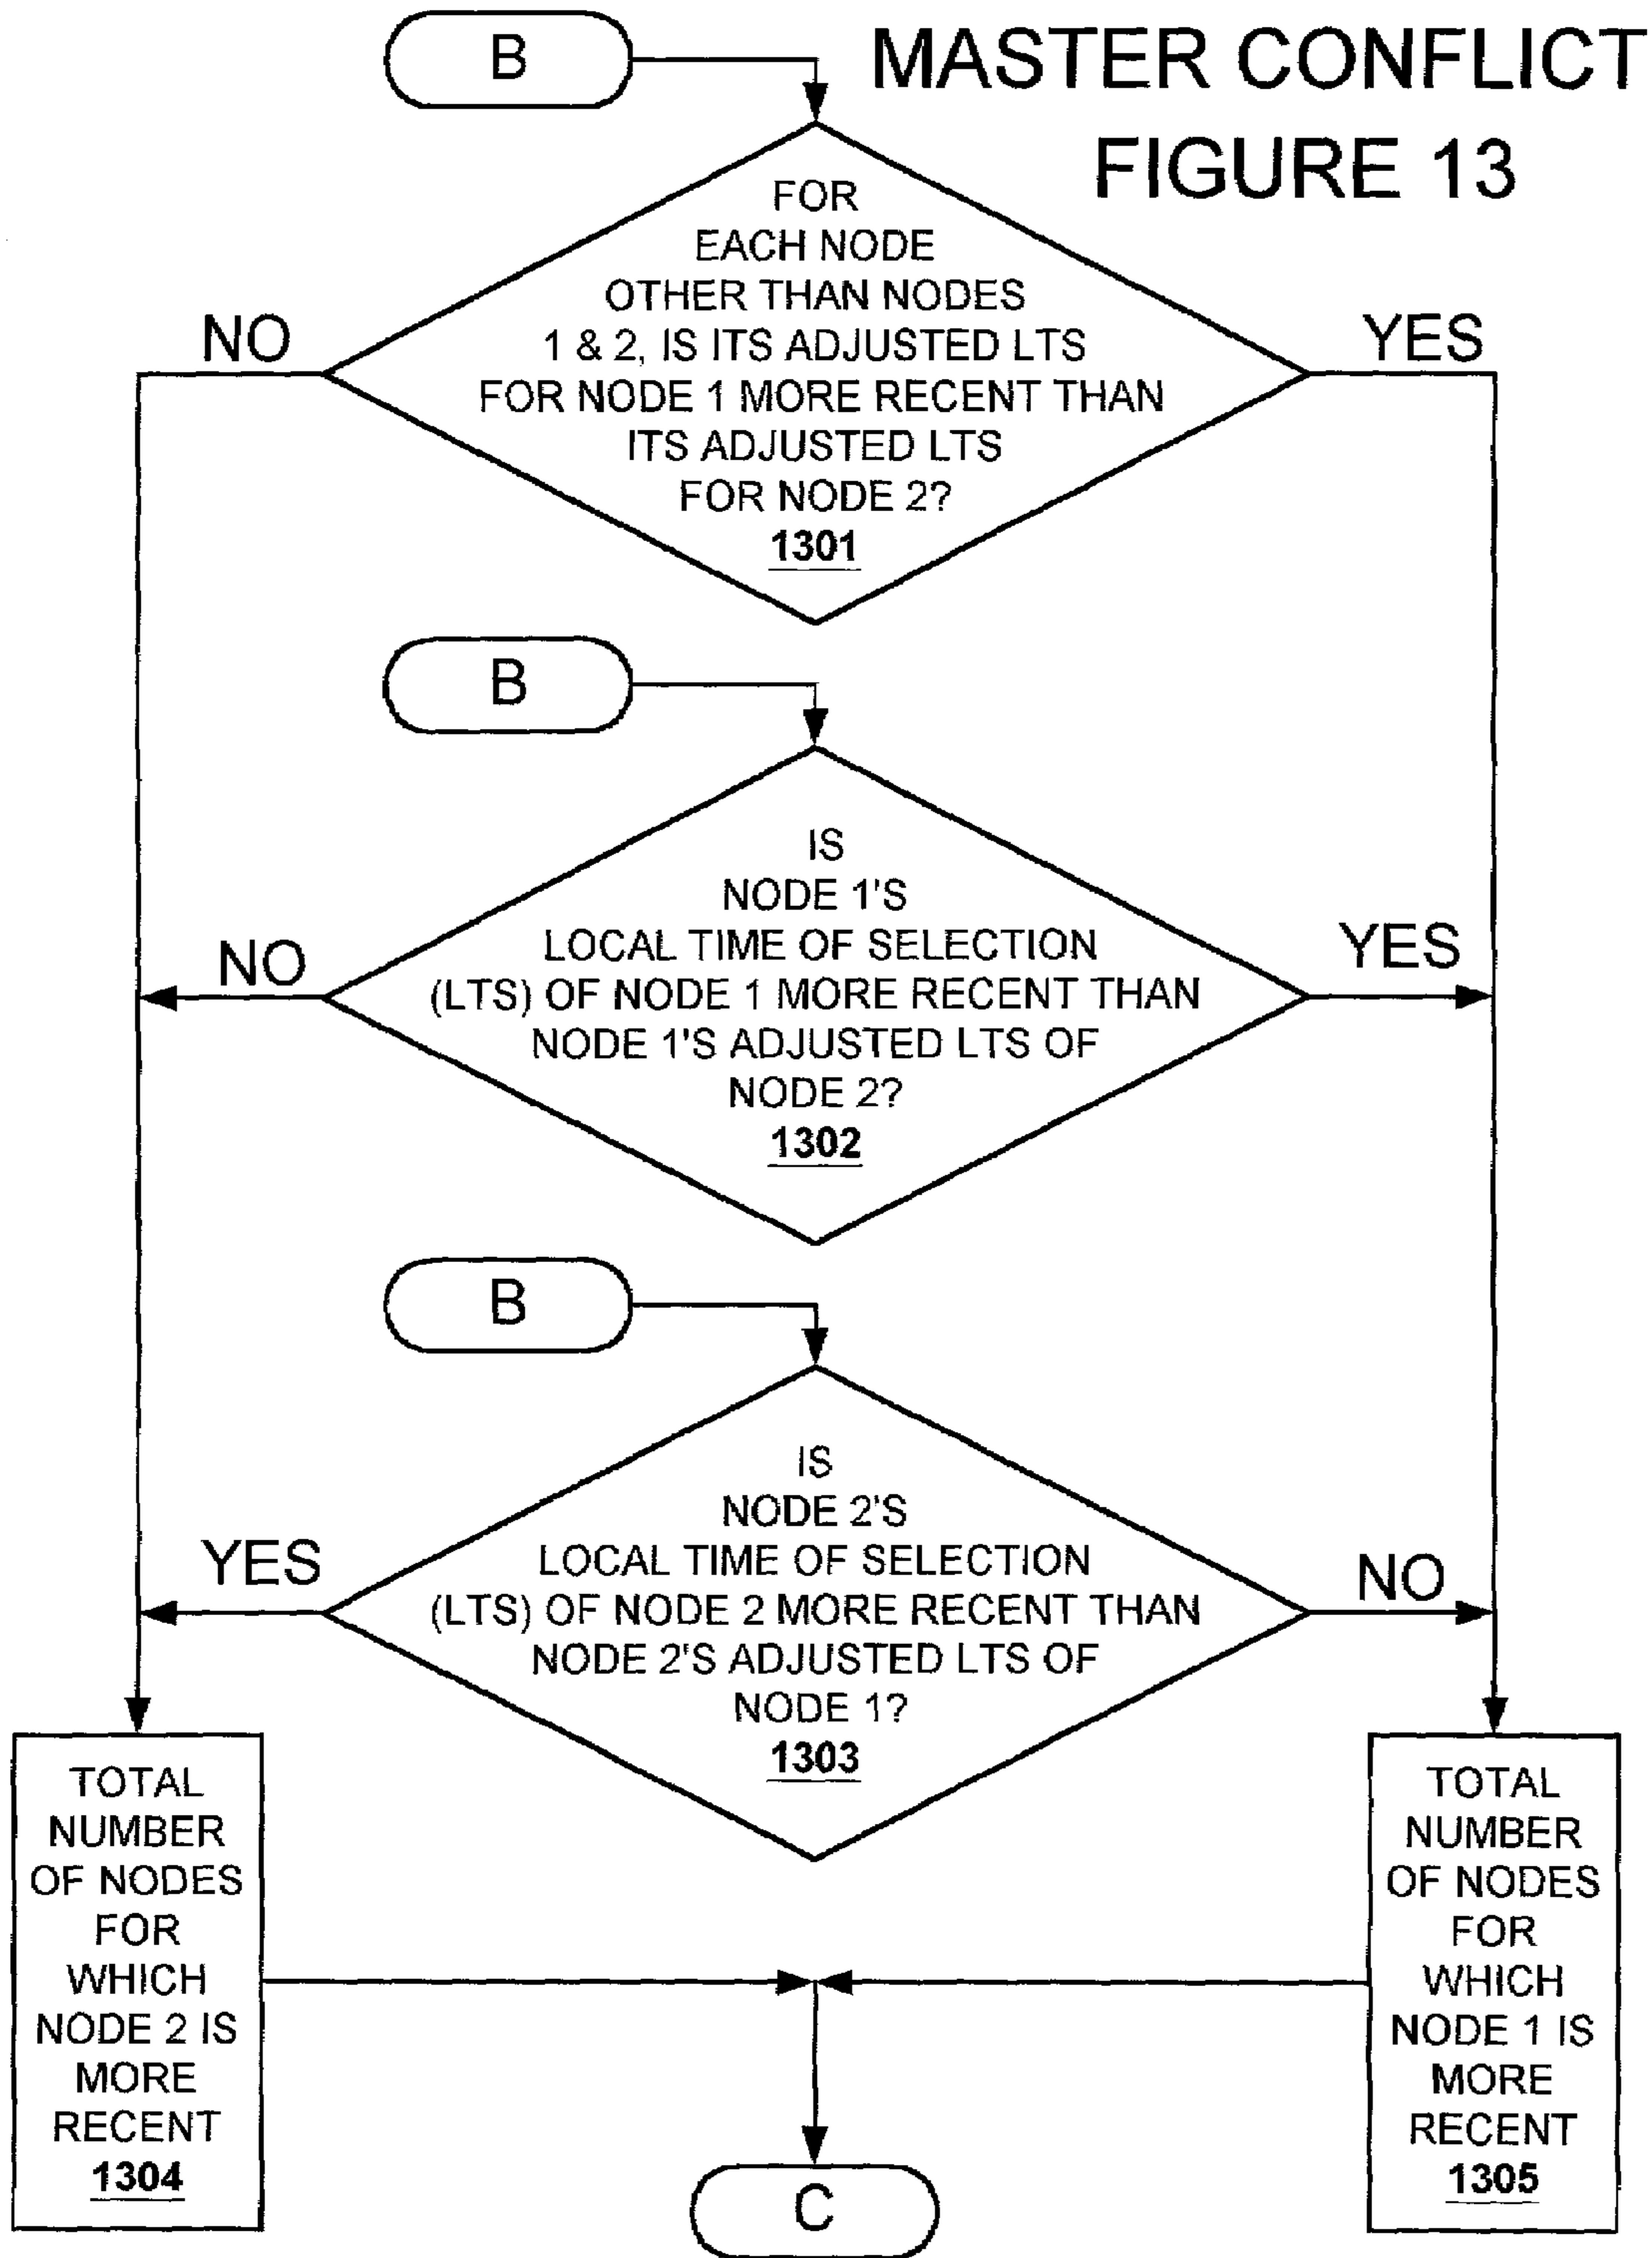 B
MASTER CONFLICT
FIGURE 13
FOR
EACH NODE
OTHER THAN NODES
1 & 2, IS ITS ADJUSTED LTS
FOR NODE 1 MORE RECENT THAN
ITS ADJUSTED LTS
FOR NODE 2?
1301
NO
YES
B
IS
NODE 1'S
LOCAL TIME OF SELECTION
(LTS) OF NODE 1 MORE RECENT THAN
NODE 1'S ADJUSTED LTS OF
NODE 2?
1302
NO
YES
B
IS
NODE 2'S
LOCAL TIME OF SELECTION
(LTS) OF NODE 2 MORE RECENT THAN
NODE 2'S ADJUSTED LTS OF
NODE 1?
1303
YES
NO
TOTAL
NUMBER
OF NODES
FOR
WHICH
NODE 2 IS
MORE
RECENT
1304
TOTAL
NUMBER
OF NODES
FOR
WHICH
NODE 1 IS
MORE
RECENT
1305
C